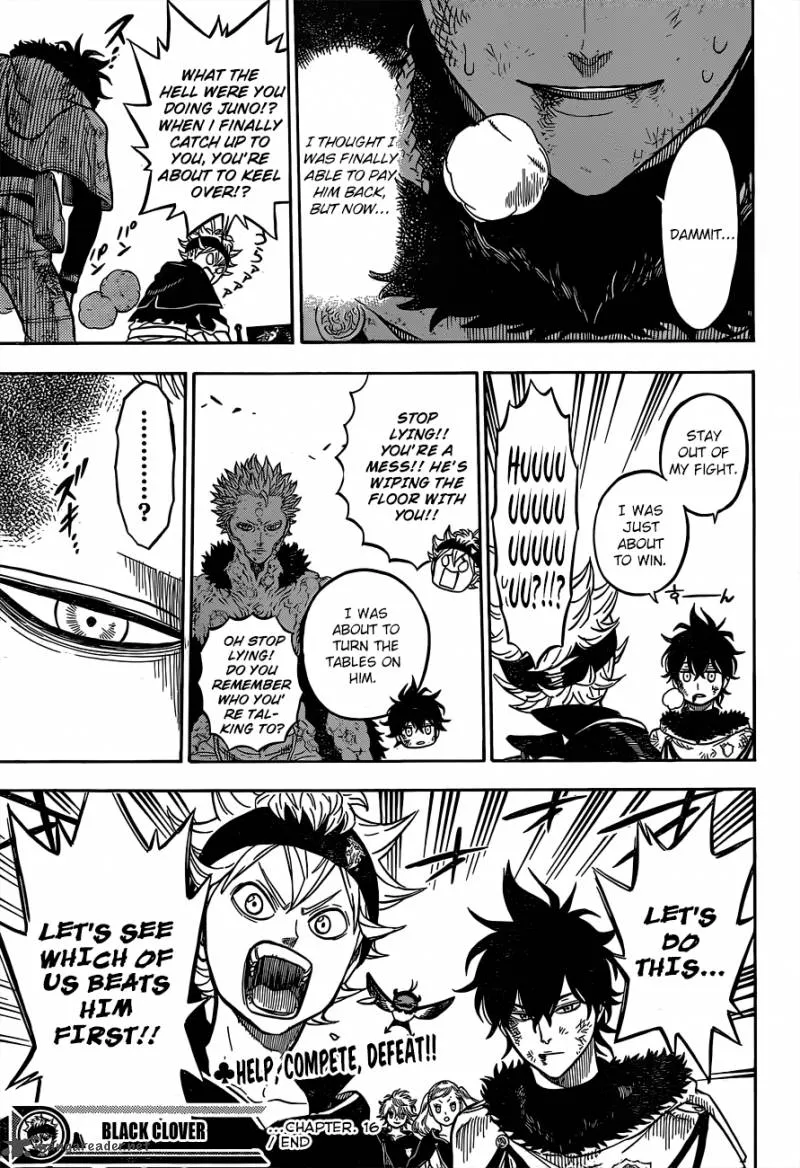 DAMMIT...
I THOUGHT I
WAS FINALLY
ABLE TO PAY
HIM BACK,
BUT NOW...
WHAT THE
HELL WERE YOU
DOING JUNO!?
WHEN I FINALLY
CATCH UP TO
YOU, YOU'RE
ABOUT TO KEEL
OVER!?
STAY
OUT OF
MY FIGHT.
I WAS
JUST
ABOUT TO
WIN.
すーん
HUUUU
UUUUU
UUUUU
UU?!!?
STOP
LYING!!
YOU'RE A
MESS!! HE'S
WIPING THE
FLOOR WITH
YOU!!
I WAS
ABOUT TO
TURN THE
TABLES ON
HIM.
OH STOP
LYING!
DO YOU
REMEMBER
WHO YOU'
RE TAL-
KING TO?
.........?
LET'S
DO
THIS...
LET'S SEE
WHICH OF
US BEATS
HIM
FIRST!!
♣HELP, COMPETE, DEFEAT!!
BLACK CLOVER
...CHAPTER. 16
/ END